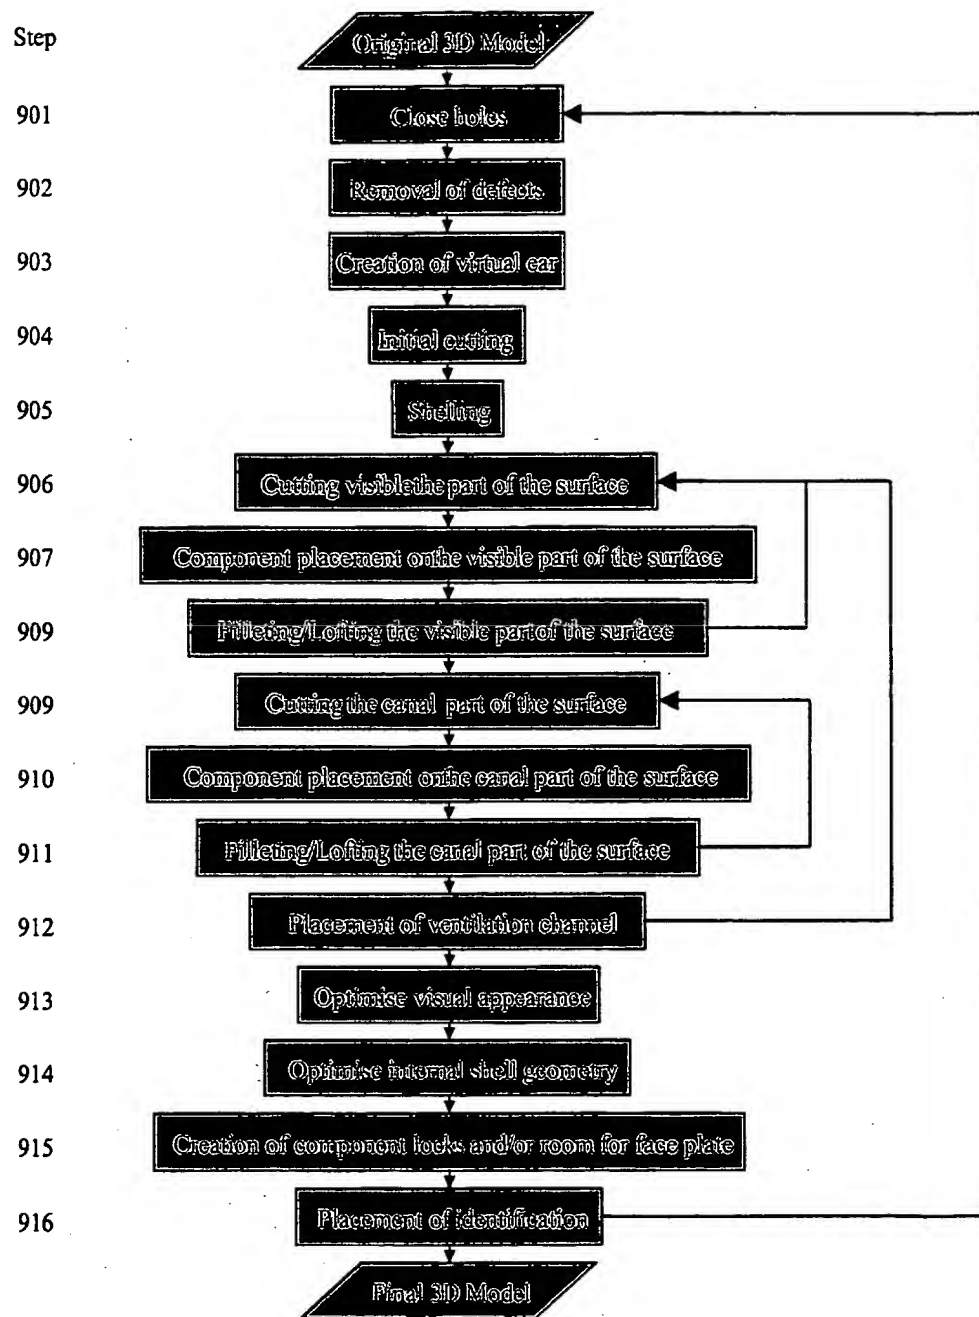 Step
Original 3D Model
901 Close holes
902 Removal of defects
903 Creation of virtual ear
904 Initial cutting
905 Shelling
906 Cutting visiblethe part of the surface
907 Component placement onthe visible part of the surface
909 Filleting/Lofting the visible part of the surface
909 Cutting the canal part of the surface
910 Component placement onthe canal part of the surface
911 Filleting/Lofting the canal part of the surface
912 Placement of ventilation channel
913 Optimise visual appearance
914 Optimise internal shell geometry
915 Creation of component locks and/or room for face plate
916 Placement of identification
Final 3D Model